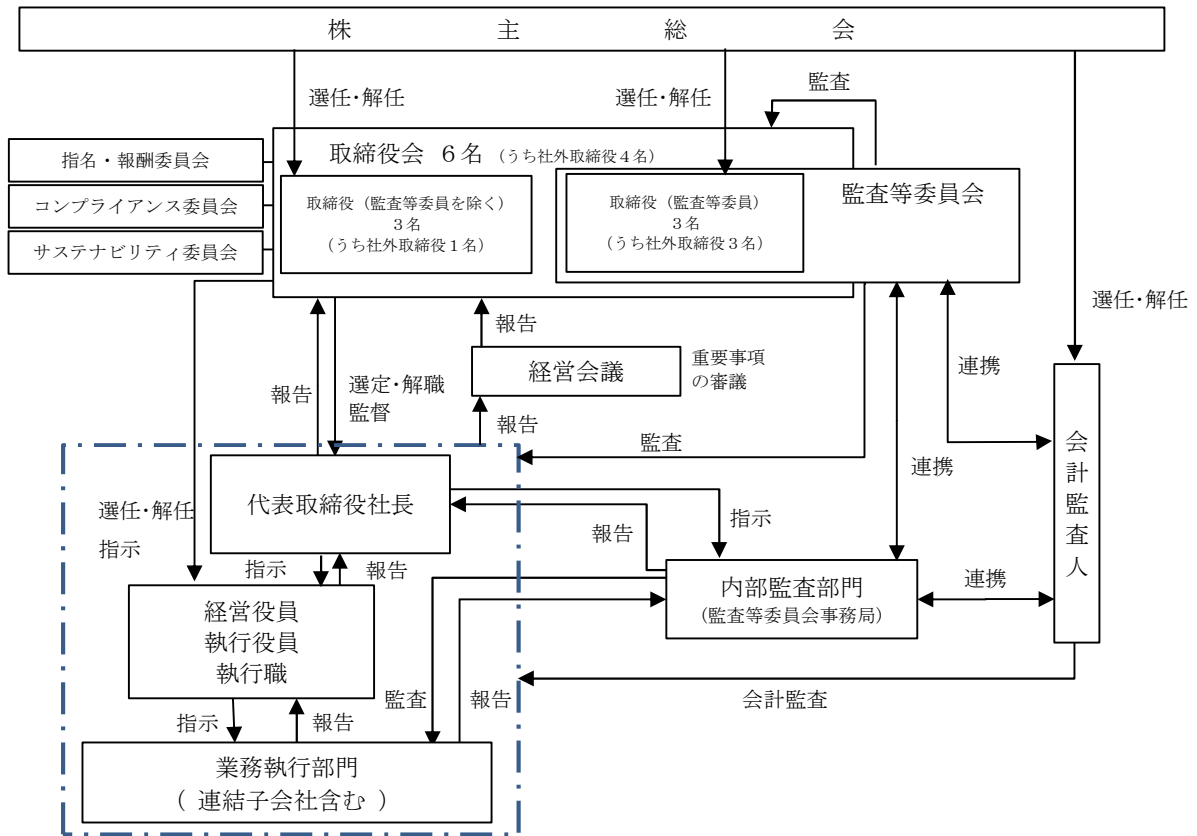 株主総会
選任・解任
選任・解任
監査
指名・報酬委員会
コンプライアンス委員会
サステナビリティ委員会
取締役会 6名 (うち社外取締役4名)
取締役(監査等委員を除く)
3名
(うち社外取締役1名)
取締役(監査等委員)
3名
(うち社外取締役3名)
監査等委員会
選任・解任
報告
経営会議
重要事項
の審議
連携
報告
選定・解職
監督
報告
監査
連携
会計監査人
代表取締役社長
選任・解任
指示
指示
報告
指示
報告
内部監査部門
(監査等委員会事務局)
連携
経営役員
執行役員
執行職
指示
報告
監査
報告
会計監査
業務執行部門
( 連結子会社含む )